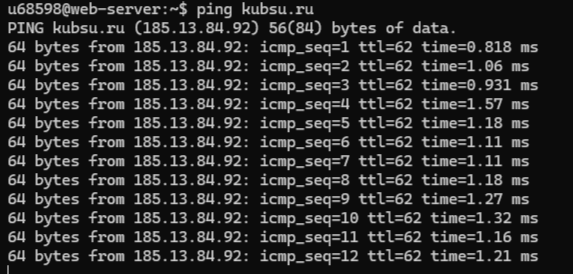 u68598@web-server:~$ ping kubsu.ru
PING kubsu.ru (185.13.84.92) 56(84) bytes of data.
64 bytes from 185.13.84.92: icmp_seq=1 ttl=62 time=0.818 ms
64 bytes from 185.13.84.92: icmp_seq=2 ttl=62 time=1.06 ms
64 bytes from 185.13.84.92: icmp_seq=3 ttl=62 time=0.931 ms
64 bytes from 185.13.84.92: icmp_seq=4 ttl=62 time=1.57 ms
64 bytes from 185.13.84.92: icmp_seq=5 ttl=62 time=1.18 ms
64 bytes from 185.13.84.92: icmp_seq=6 ttl=62 time=1.11 ms
64 bytes from 185.13.84.92: icmp_seq=7 ttl=62 time=1.11 ms
64 bytes from 185.13.84.92: icmp_seq=8 ttl=62 time=1.18 ms
64 bytes from 185.13.84.92: icmp_seq=9 ttl=62 time=1.27 ms
64 bytes from 185.13.84.92: icmp_seq=10 ttl=62 time=1.32 ms
64 bytes from 185.13.84.92: icmp_seq=11 ttl=62 time=1.16 ms
64 bytes from 185.13.84.92: icmp_seq=12 ttl=62 time=1.21 ms